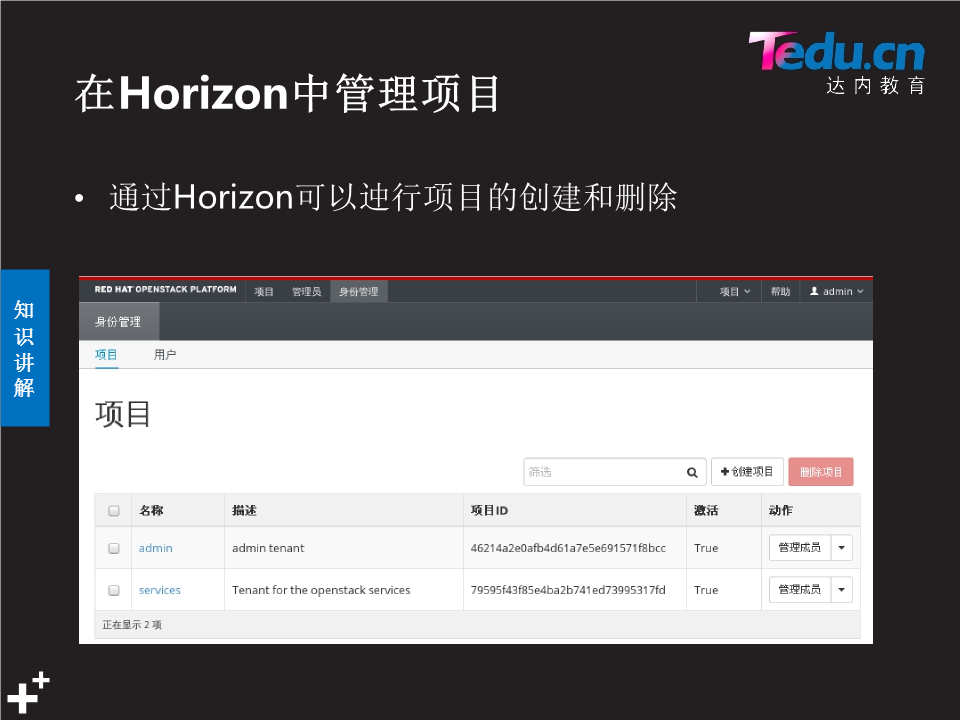 Tedu.cn
达内教育
在Horizon中管理项目
• 通过Horizon可以迚行项目的创建和删除
知识讲解
RED HAT OPENSTACK PLATFORM 项目 管理员 身份管理 项目 帮助 admin
身份管理
项目 用户
项目
筛选 创建项目 删除项目
名称 描述 项目ID 激活 动作
admin admin tenant 46214a2e0afb4d61a7e5e691571f8bcc True 管理成员
services Tenant for the openstack services 79595f43f85e4ba2b741ed73995317fd True 管理成员
正在显示 2 项